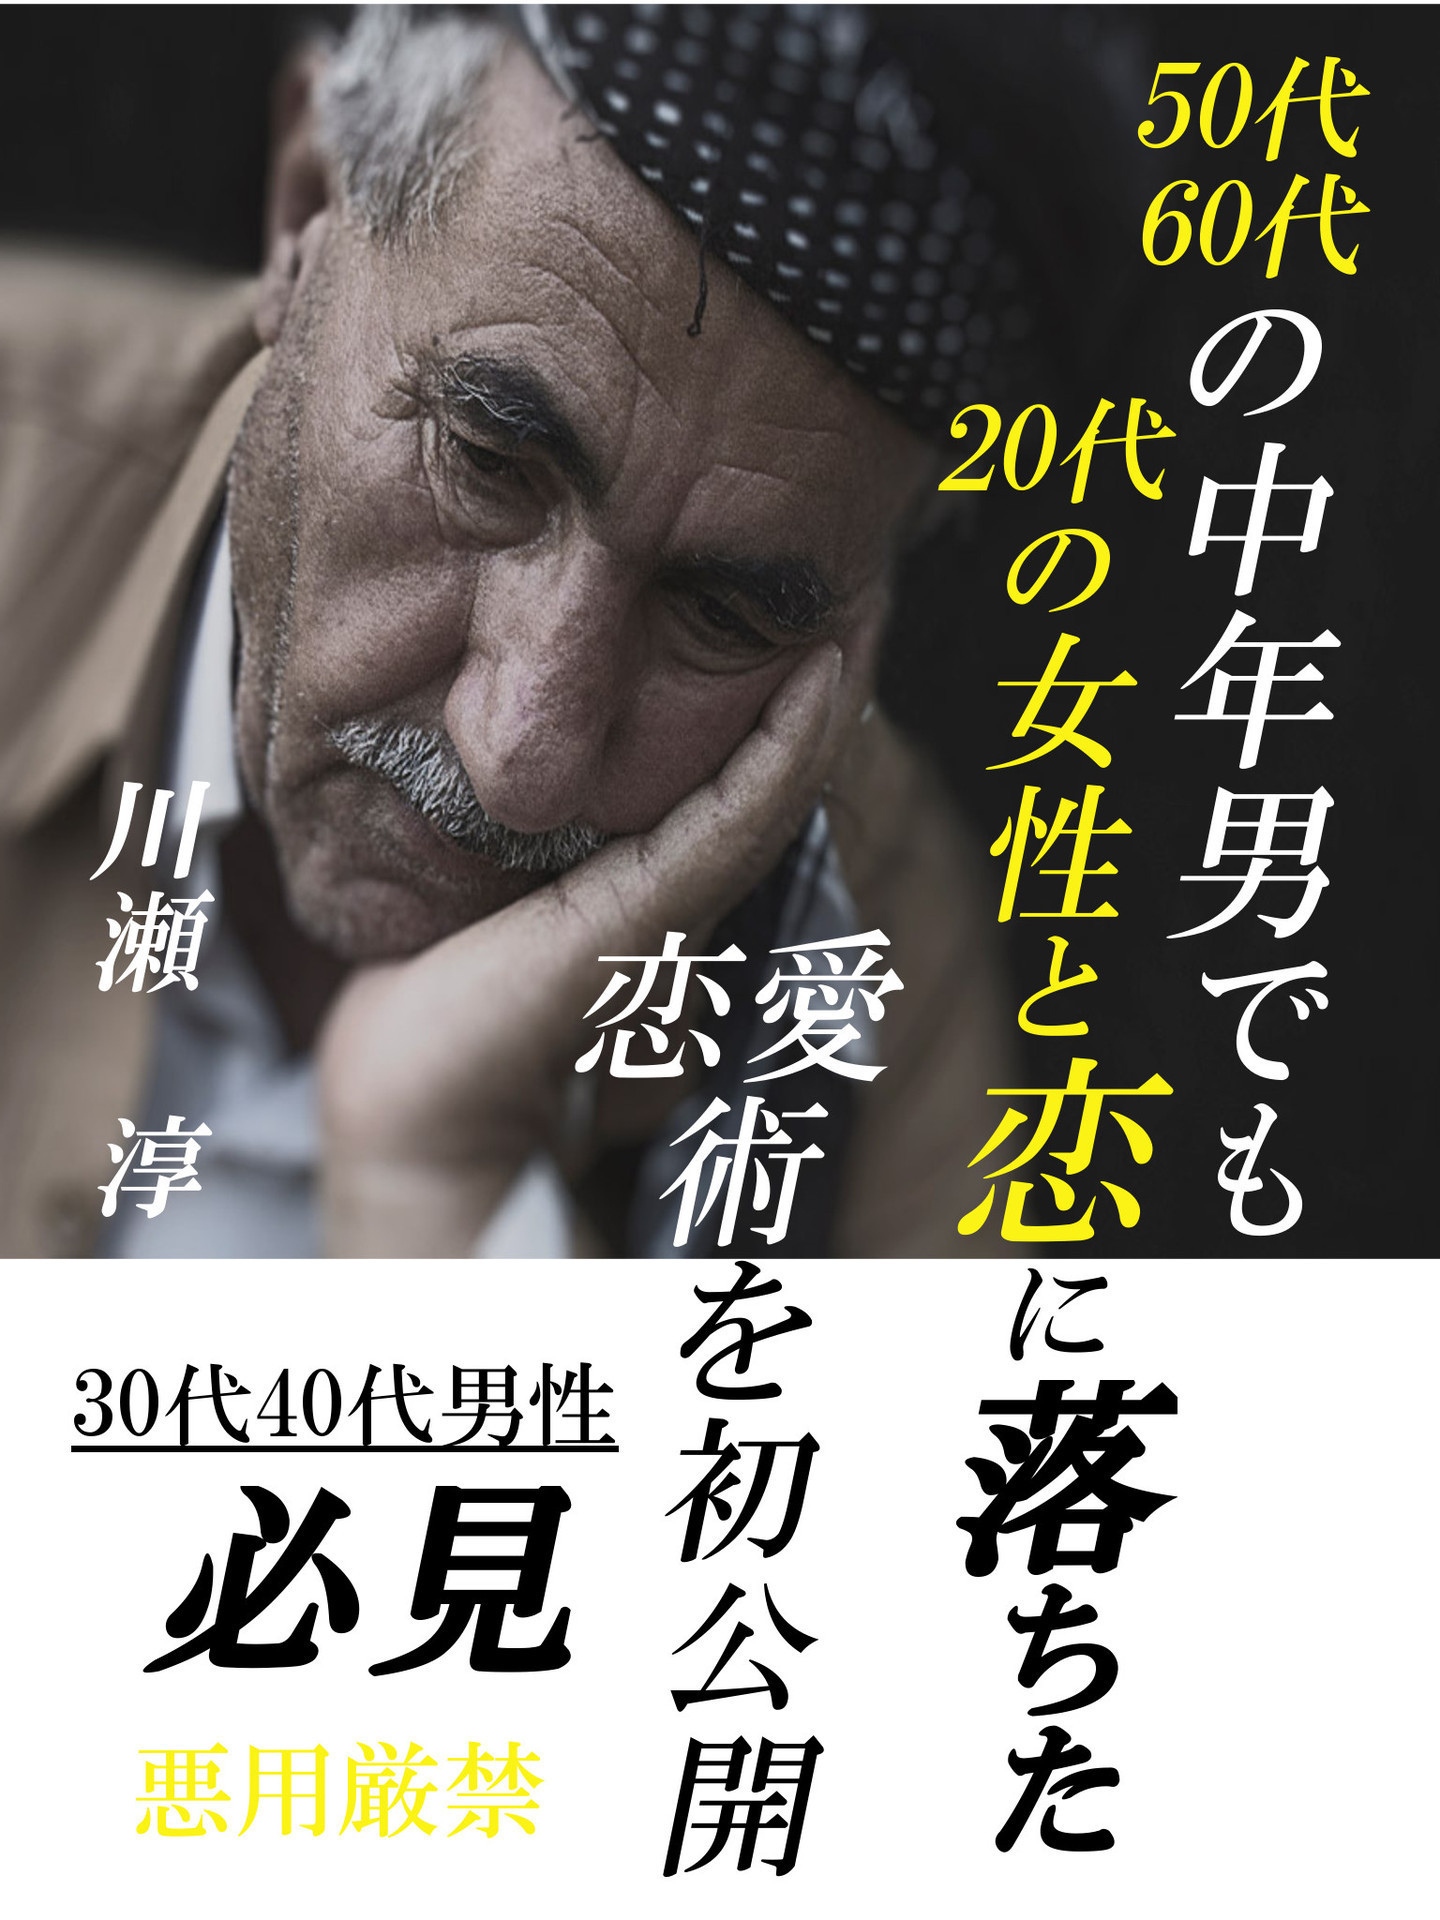 50代
60代
の中年男でも
20代
の女性と恋に落ちた
恋愛
術を初公開
川瀬 淳
30代40代男性
必見
悪用厳禁